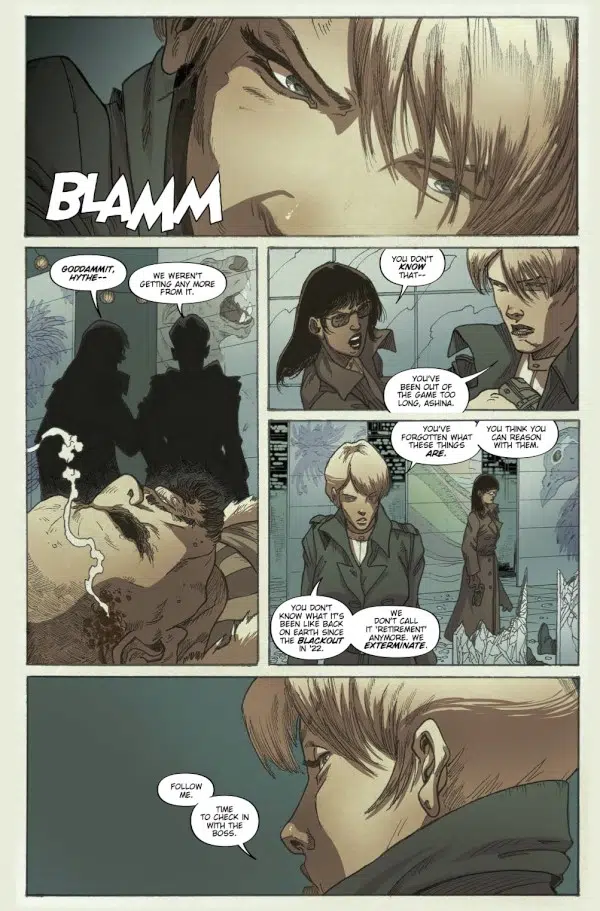 BLAMM
GODDAMMIT,
HYTHE--
WE WEREN'T
GETTING ANY MORE
FROM IT.
YOU DON'T
KNOW
THAT--
YOU'VE
BEEN OUT OF
THE GAME TOO
LONG, ASHINA.
YOU'VE
FORGOTTEN WHAT
THESE THINGS
ARE.
YOU THINK YOU
CAN REASON
WITH THEM.
YOU DON'T
KNOW WHAT IT'S
BEEN LIKE BACK
ON EARTH SINCE
THE BLACKOUT
IN '22.
WE
DON'T CALL
IT 'RETIREMENT'
ANYMORE. WE
EXTERMINATE.
FOLLOW
ME.
TIME
TO CHECK IN
WITH THE
BOSS.